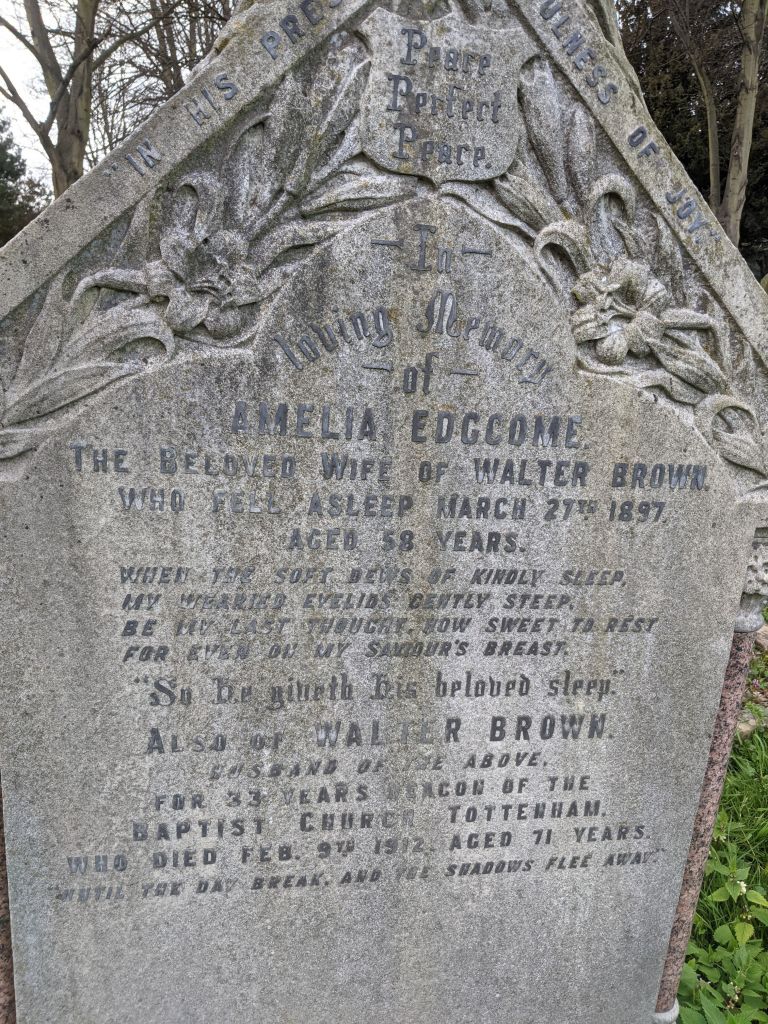 "IN HIS PRES
ULNESS OF JOY."
Peace
Perfect
Peace.
— In —
Loving Memory
— of —
AMELIA EDGCOME.
THE BELOVED WIFE OF WALTER BROWN.
WHO FELL ASLEEP MARCH 27TH 1897.
AGED 58 YEARS.
WHEN THE SOFT DEWS OF KINDLY SLEEP,
MY WEARIED EYELIDS GENTLY STEEP,
BE MY LAST THOUGHT, HOW SWEET TO REST
FOR EVER ON MY SAVIOUR'S BREAST.
"So He giveth His beloved sleep."
ALSO OF WALTER BROWN.
HUSBAND OF THE ABOVE,
FOR 33 YEARS DEACON OF THE
BAPTIST CHURCH TOTTENHAM.
WHO DIED FEB. 9TH 1912. AGED 71 YEARS.
"UNTIL THE DAY BREAK, AND THE SHADOWS FLEE AWAY."